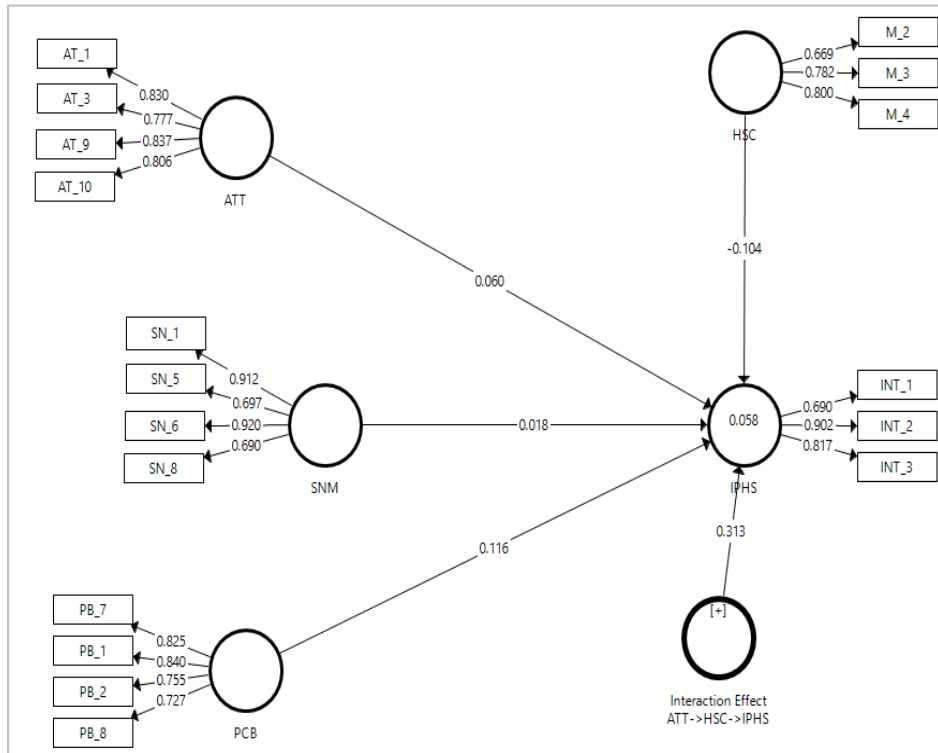 AT_1
AT_3
AT_9
AT_10
0.830
0.777
0.837
0.806
ATT
M_2
M_3
M_4
0.669
0.782
0.800
HSC
-0.104
0.060
SN_1
SN_5
SN_6
SN_8
0.912
0.697
0.920
0.690
SNM
0.018
0.058
IPHS
INT_1
INT_2
INT_3
0.690
0.902
0.817
0.116
0.313
PB_7
PB_1
PB_2
PB_8
0.825
0.840
0.755
0.727
PCB
[+]
Interaction Effect
ATT->HSC->IPHS